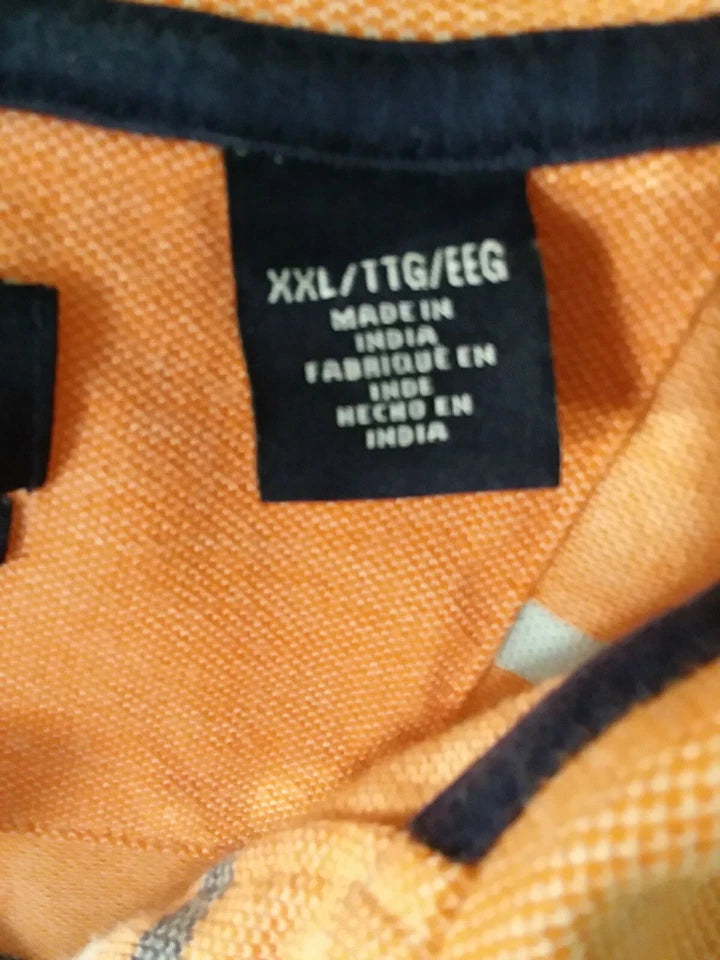 XXL/TTG/EEG
MADE IN
INDIA
FABRIQUE EN
INDE
HECHO EN
INDIA